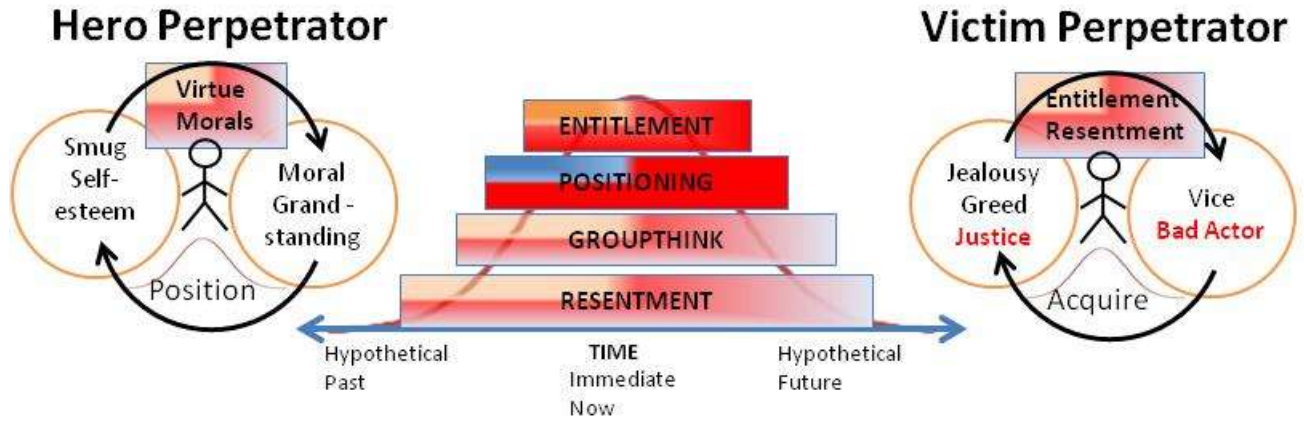 Hero Perpetrator
Virtue
Morals
Smug
Self-
esteem
Moral
Grand -
standing
Position
ENTITLEMENT
POSITIONING
GROUPTHINK
RESENTMENT
Hypothetical
Past
TIME
Immediate
Now
Hypothetical
Future
Victim Perpetrator
Entitlement
Resentment
Jealousy
Greed
Justice
Vice
Bad Actor
Acquire